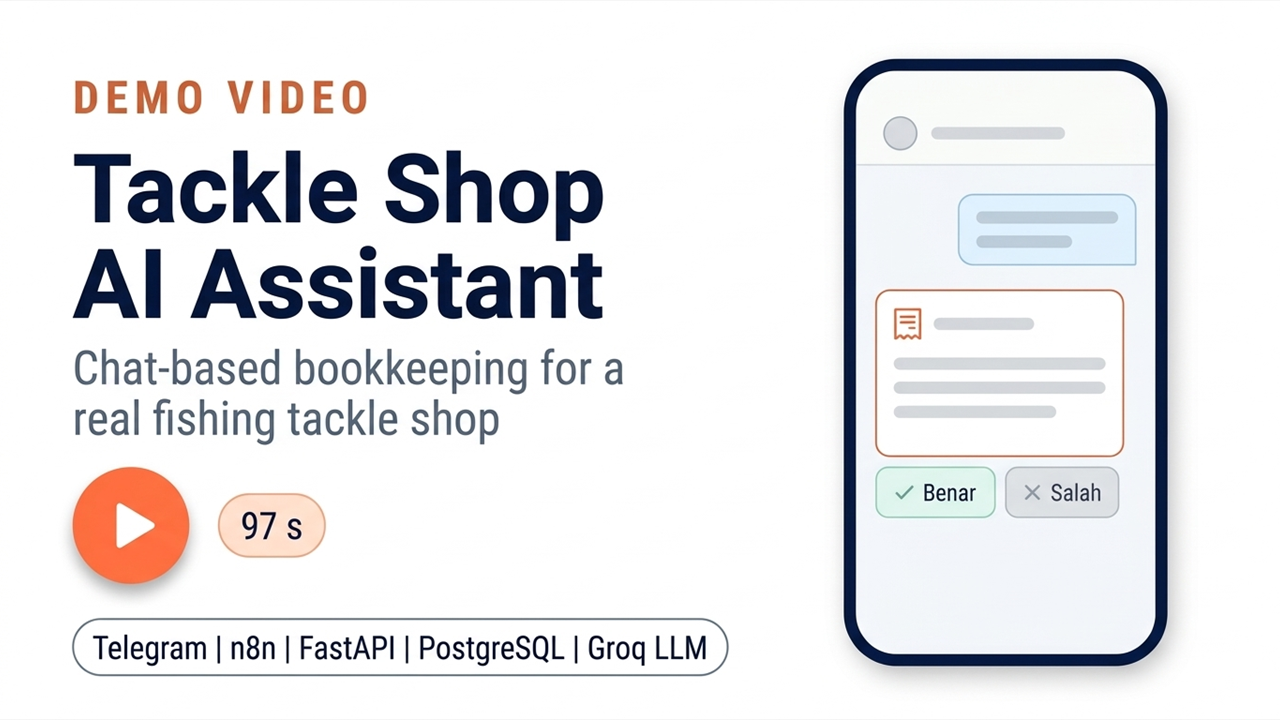 DEMO VIDEO
Tackle Shop
AI Assistant
Chat-based bookkeeping for a
real fishing tackle shop
97 s
Telegram | n8n | FastAPI | PostgreSQL | Groq LLM
Benar
Salah